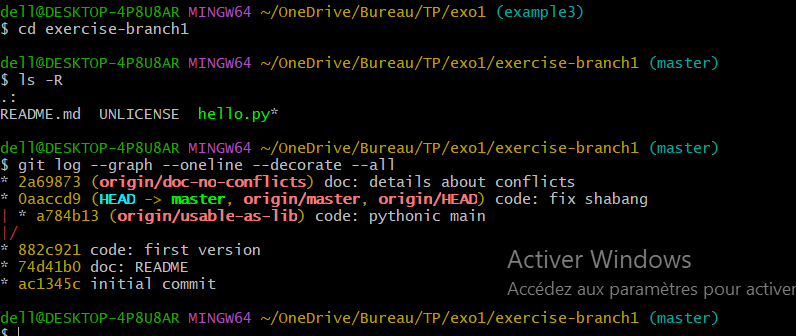 dell@DESKTOP-4P8U8AR MINGW64 ~/OneDrive/Bureau/TP/exo1 (example3)
$ cd exercise-branch1
dell@DESKTOP-4P8U8AR MINGW64 ~/OneDrive/Bureau/TP/exo1/exercise-branch1 (master)
$ ls -R
.:
README.md  UNLICENSE  hello.py*
dell@DESKTOP-4P8U8AR MINGW64 ~/OneDrive/Bureau/TP/exo1/exercise-branch1 (master)
$ git log --graph --oneline --decorate --all
* 2a69873 (origin/doc-no-conflicts) doc: details about conflicts
* 0aaccd9 (HEAD -> master, origin/master, origin/HEAD) code: fix shabang
| * a784b13 (origin/usable-as-lib) code: pythonic main
|/
* 882c921 code: first version
* 74d41b0 doc: README
* ac1345c initial commit
Activer Windows
Accédez aux paramètres pour activer
dell@DESKTOP-4P8U8AR MINGW64 ~/OneDrive/Bureau/TP/exo1/exercise-branch1 (master)
$